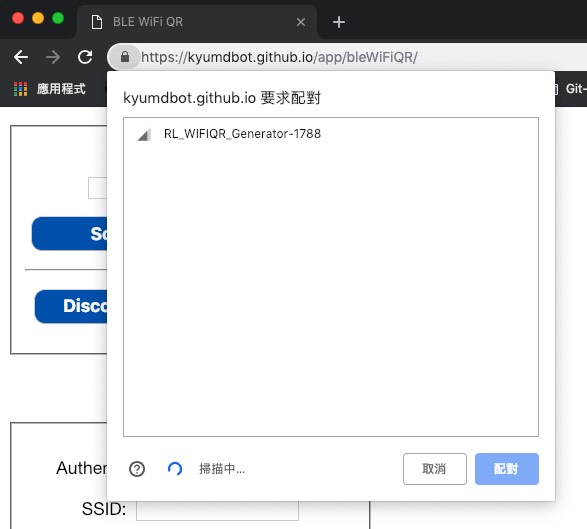 BLE WiFi QR
https://kyumdbot.github.io/app/bleWiFiQR/
應用程式
Git-
kyumdbot.github.io 要求配對
RL_WIFIQR_Generator-1788
Sc
Disco
掃描中...
取消
配對
Authen
SSID: